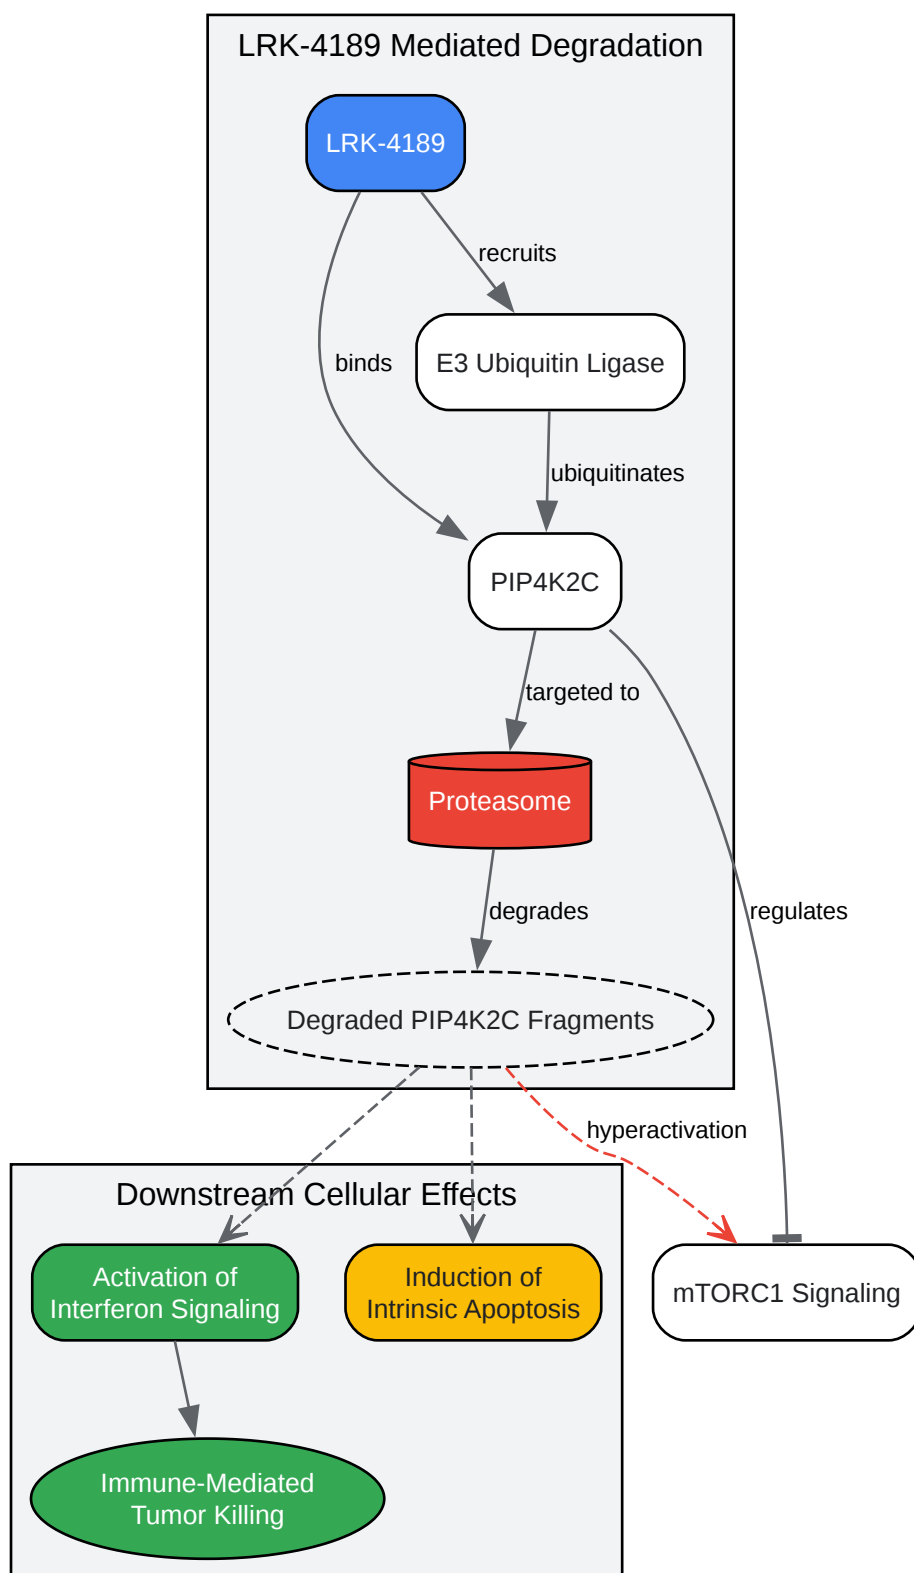 LRK-4189 Mediated Degradation
LRK-4189
recruits
E3 Ubiquitin Ligase
binds
ubiquitinates
PIP4K2C
targeted to
Proteasome
degrades
regulates
Degraded PIP4K2C Fragments
hyperactivation
Downstream Cellular Effects
Activation of
Interferon Signaling
Induction of
Intrinsic Apoptosis
mTORC1 Signaling
Immune-Mediated
Tumor Killing